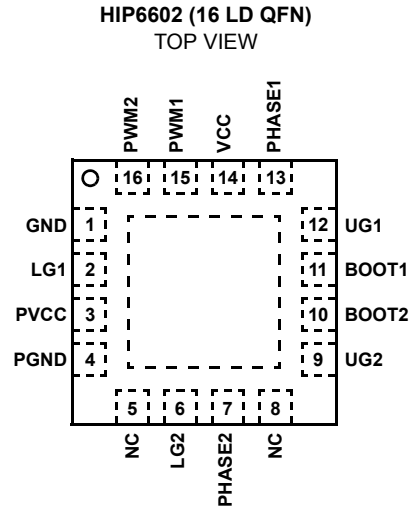 HIP6602 (16 LD QFN)
TOP VIEW
PWM2
PWM1
VCC
PHASE1
16
15
14
13
GND 1
12 UG1
LG1 2
11 BOOT1
PVCC 3
10 BOOT2
PGND 4
9 UG2
5
6
7
8
NC
LG2
PHASE2
NC